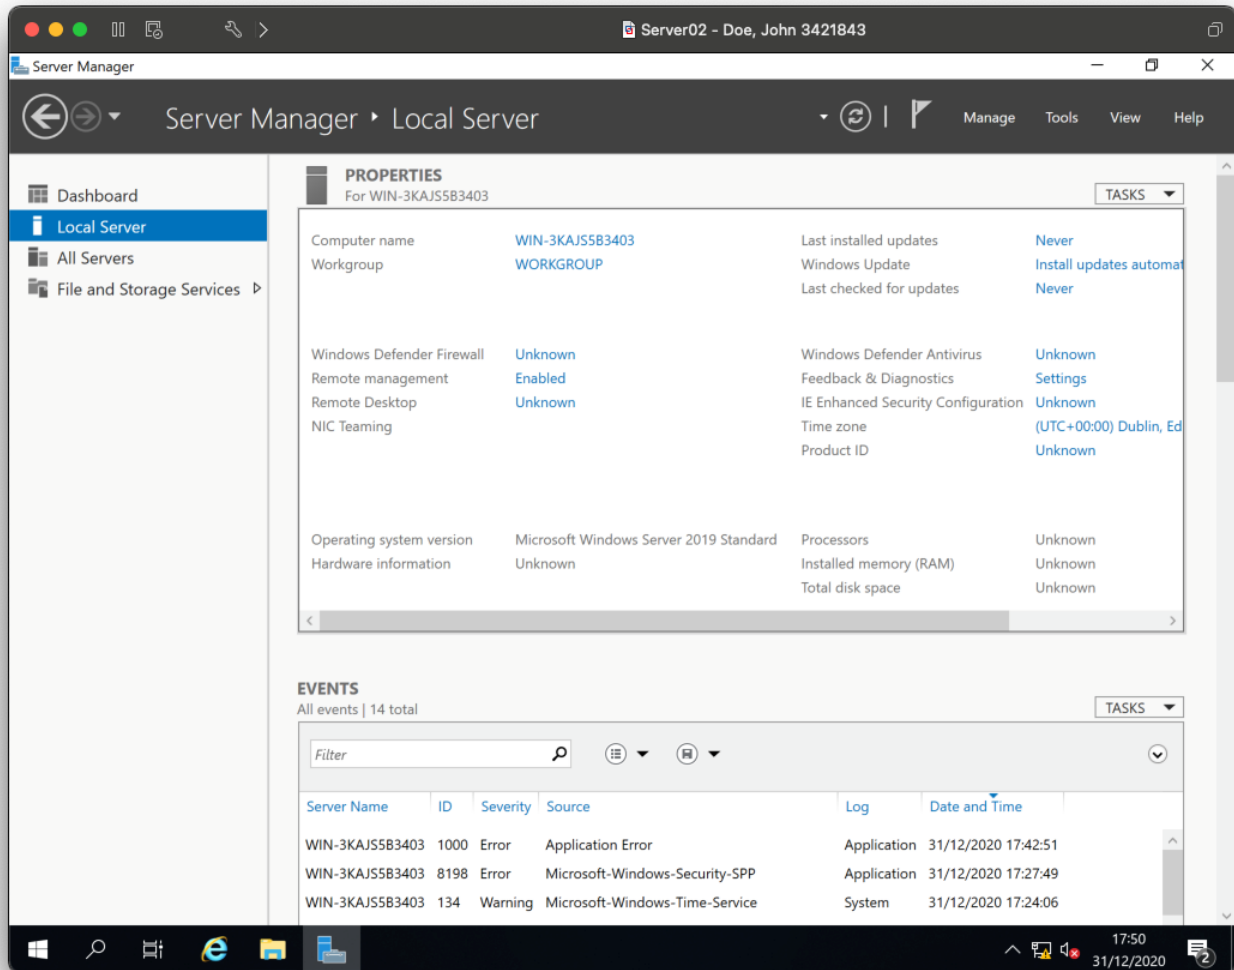 Server02 - Doe, John 3421843
Server Manager
Server Manager ‣ Local Server
Manage Tools View Help
Dashboard
Local Server
All Servers
File and Storage Services
PROPERTIES
For WIN-3KAJS5B3403
TASKS
Computer name WIN-3KAJS5B3403 Last installed updates Never
Workgroup WORKGROUP Windows Update Install updates automat
Last checked for updates Never
Windows Defender Firewall Unknown Windows Defender Antivirus Unknown
Remote management Enabled Feedback & Diagnostics Settings
Remote Desktop Unknown IE Enhanced Security Configuration Unknown
NIC Teaming Time zone (UTC+00:00) Dublin, Ed
Product ID Unknown
Operating system version Microsoft Windows Server 2019 Standard Processors Unknown
Hardware information Unknown Installed memory (RAM) Unknown
Total disk space Unknown
EVENTS
All events | 14 total
TASKS
Filter
Server Name ID Severity Source Log Date and Time
WIN-3KAJS5B3403 1000 Error Application Error Application 31/12/2020 17:42:51
WIN-3KAJS5B3403 8198 Error Microsoft-Windows-Security-SPP Application 31/12/2020 17:27:49
WIN-3KAJS5B3403 134 Warning Microsoft-Windows-Time-Service System 31/12/2020 17:24:06
17:50
31/12/2020
2